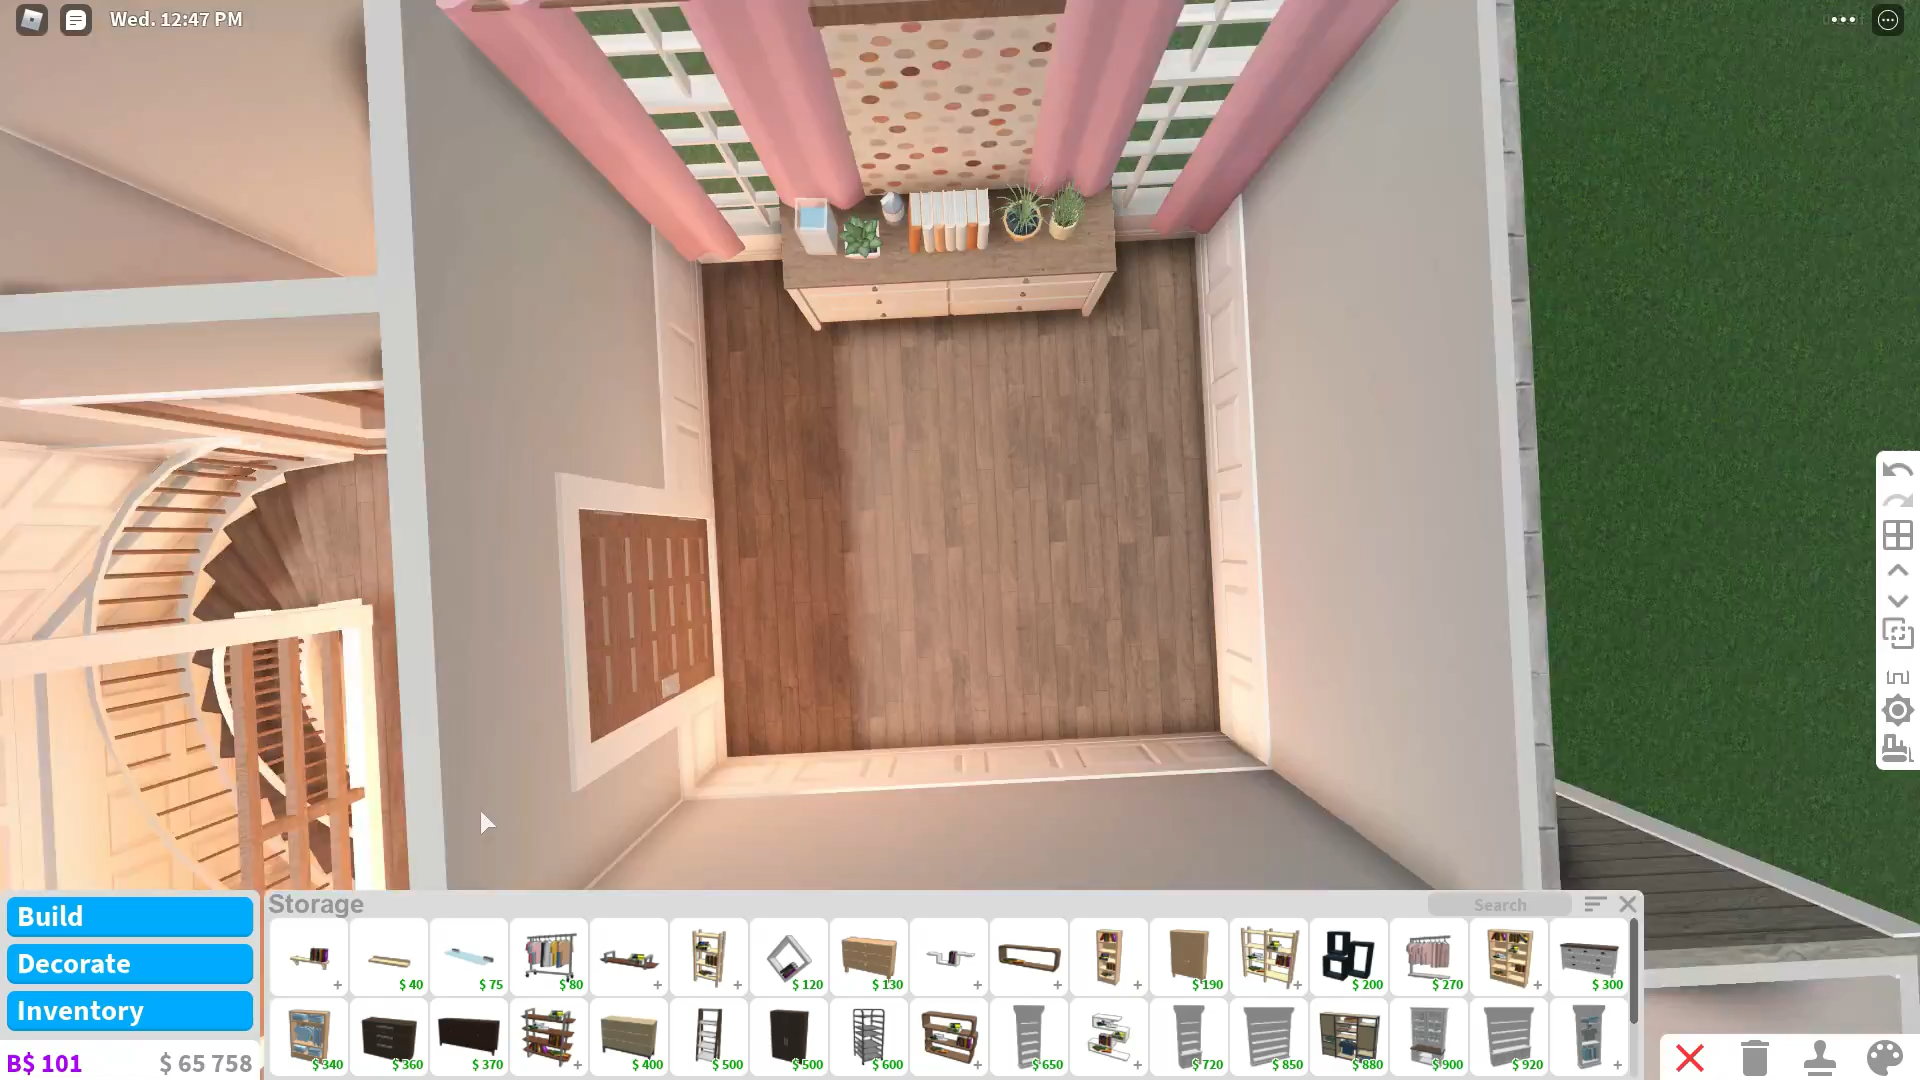 Wed. 12:47 PM
Storage
Search
Build
Decorate
Inventory
B$ 101
$ 65 758
$ 40
$ 75
$ 80
$ 120
$ 130
$ 190
$ 200
$ 270
$ 300
$ 340
$ 360
$ 370
$ 400
$ 500
$ 500
$ 600
$ 650
$ 720
$ 850
$ 880
$ 900
$ 920